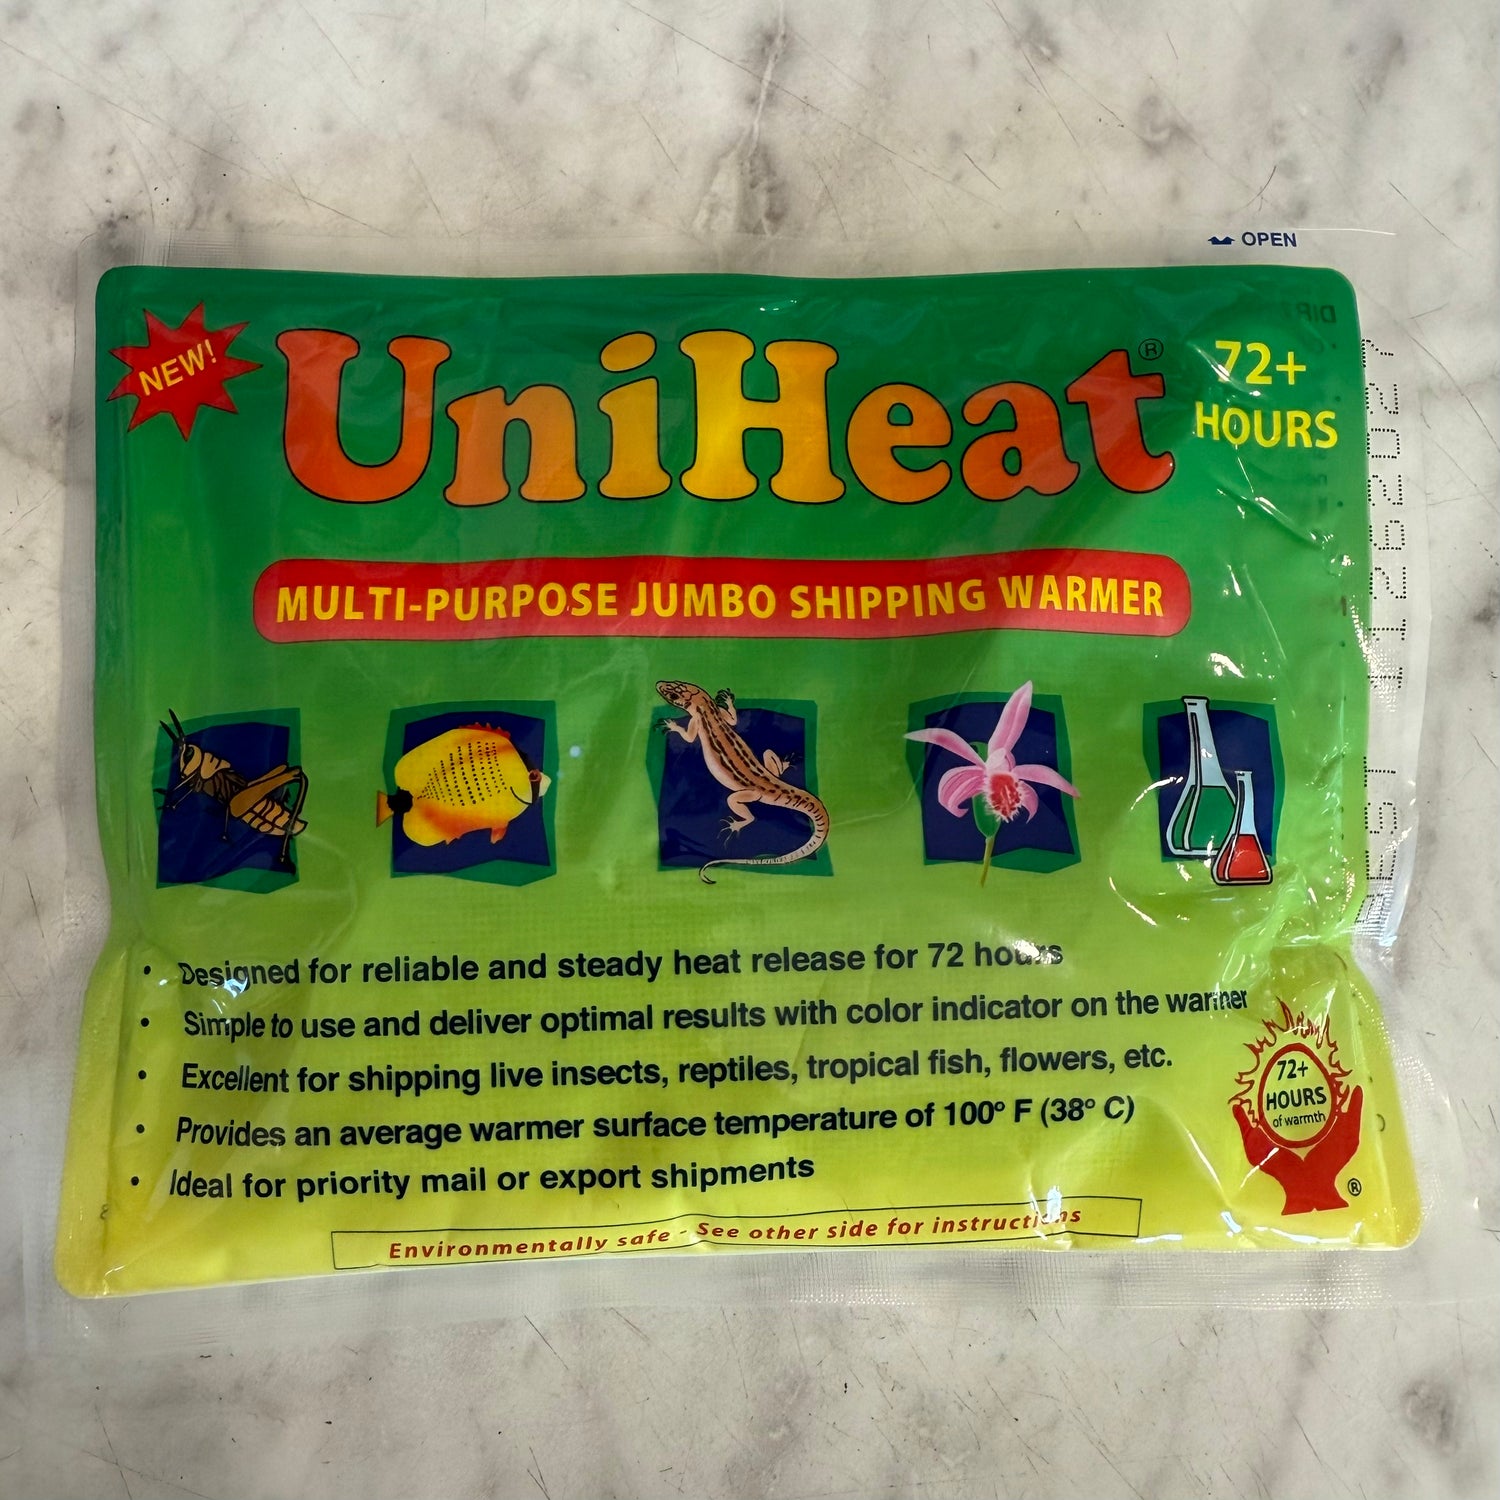 OPEN
NEW!
UniHeat®
72+
HOURS
MULTI-PURPOSE JUMBO SHIPPING WARMER
• Designed for reliable and steady heat release for 72 hours
• Simple to use and deliver optimal results with color indicator on the warmer
• Excellent for shipping live insects, reptiles, tropical fish, flowers, etc.
• Provides an average warmer surface temperature of 100° F (38° C)
• Ideal for priority mail or export shipments
72+
HOURS
of warmth
®
Environmentally safe - See other side for instructions